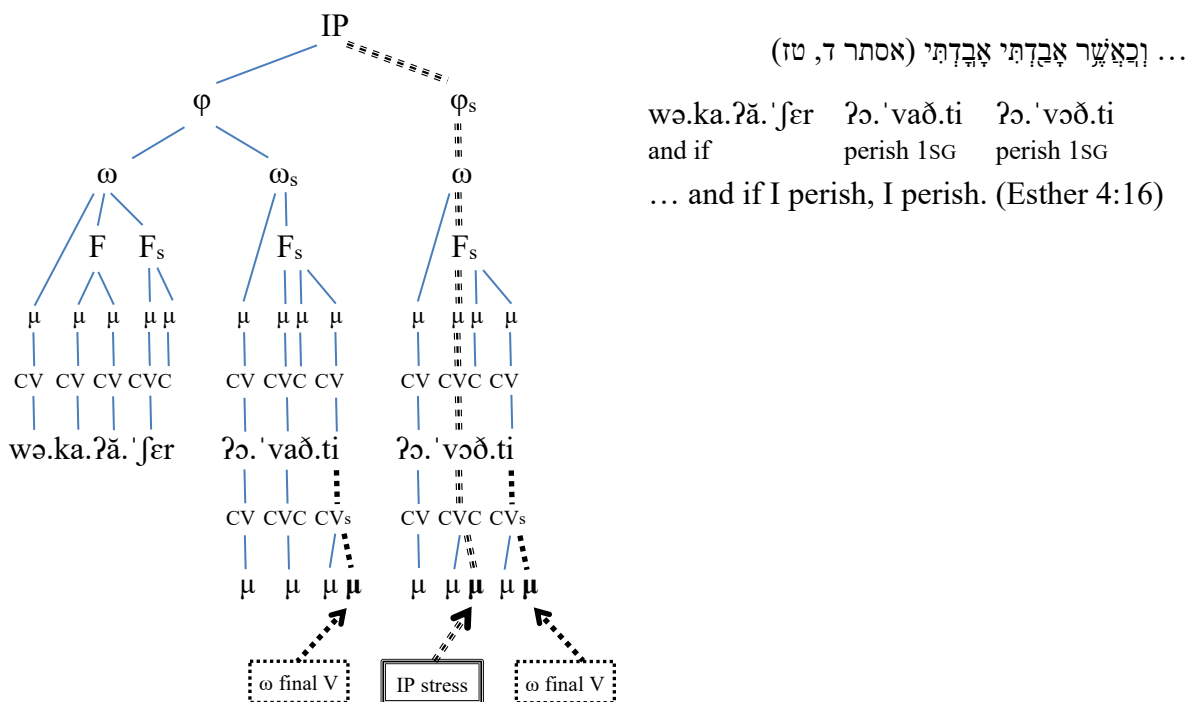 IP
… וְכַאֲשֶׁ֥ר אָבַ֖דְתִּי אָבָֽדְתִּי (אסתר ד, טז)
φ φs
wə.ka.ʔă.ˈʃɛr ʔɔ.ˈvað.ti ʔɔ.ˈvɔð.ti
and if perish 1SG perish 1SG
ω ωs ω
… and if I perish, I perish. (Esther 4:16)
F Fs Fs Fs
μ μ μ μ μ μ μ μ μ μ μ μ μ
CV CV CV CVC CV CVC CV CV CVC CV
wə.ka.ʔă.ˈʃɛr ʔɔ.ˈvað.ti ʔɔ.ˈvɔð.ti
CV CVC CVs CV CVC CVs
μ μ μ μ μ μ μ μ μ
ω final V IP stress ω final V